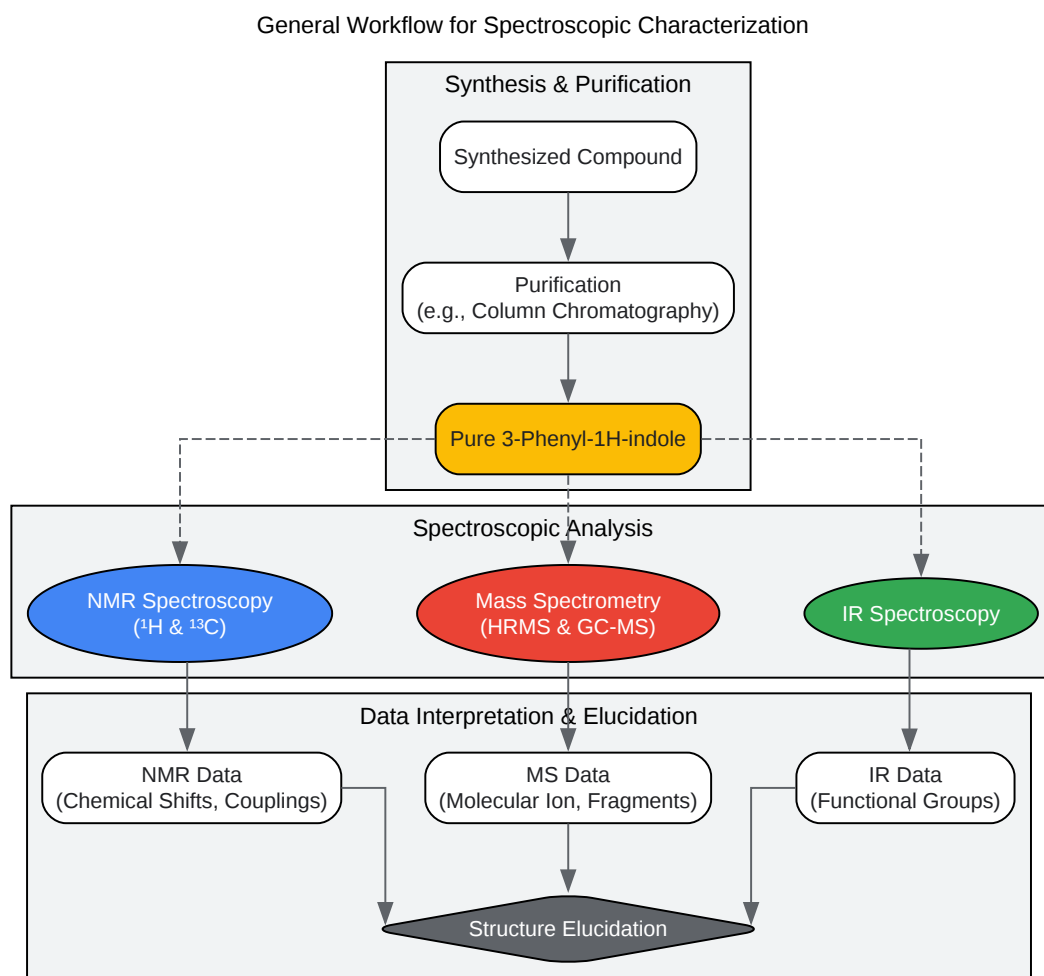 General Workflow for Spectroscopic Characterization
Synthesis & Purification
Synthesized Compound
Purification
(e.g., Column Chromatography)
Pure 3-Phenyl-1H-indole
Spectroscopic Analysis
NMR Spectroscopy
(¹H & ¹³C)
Mass Spectrometry
(HRMS & GC-MS)
IR Spectroscopy
Data Interpretation & Elucidation
NMR Data
(Chemical Shifts, Couplings)
MS Data
(Molecular Ion, Fragments)
IR Data
(Functional Groups)
Structure Elucidation